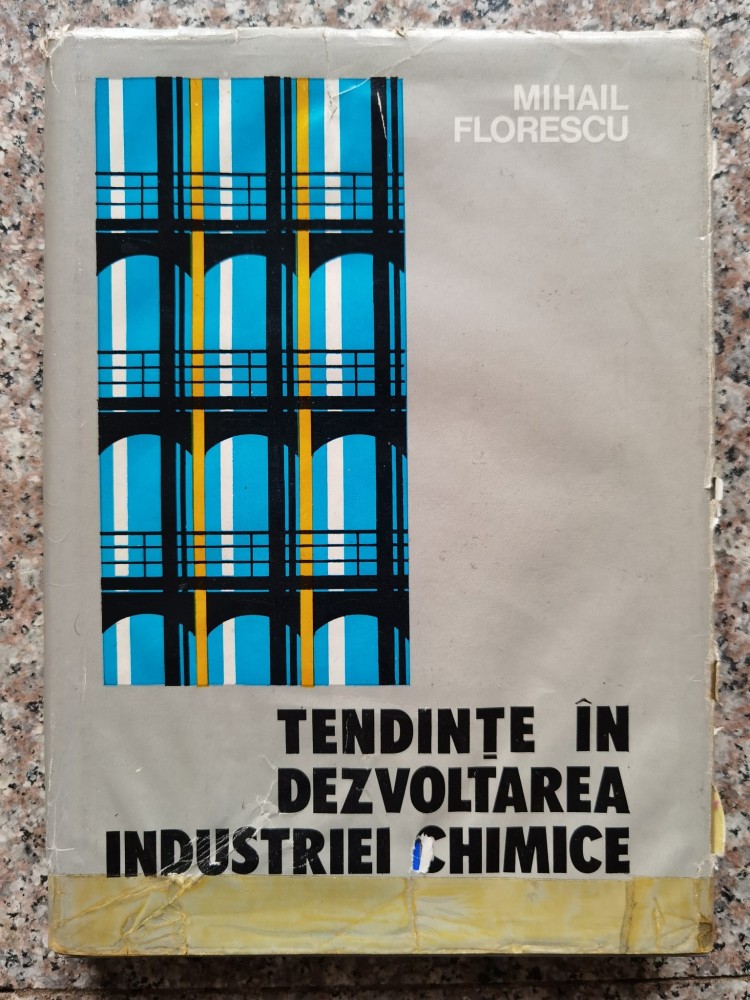 MIHAIL
FLORESCU
TENDINȚE ÎN
DEZVOLTAREA
INDUSTRIEI CHIMICE